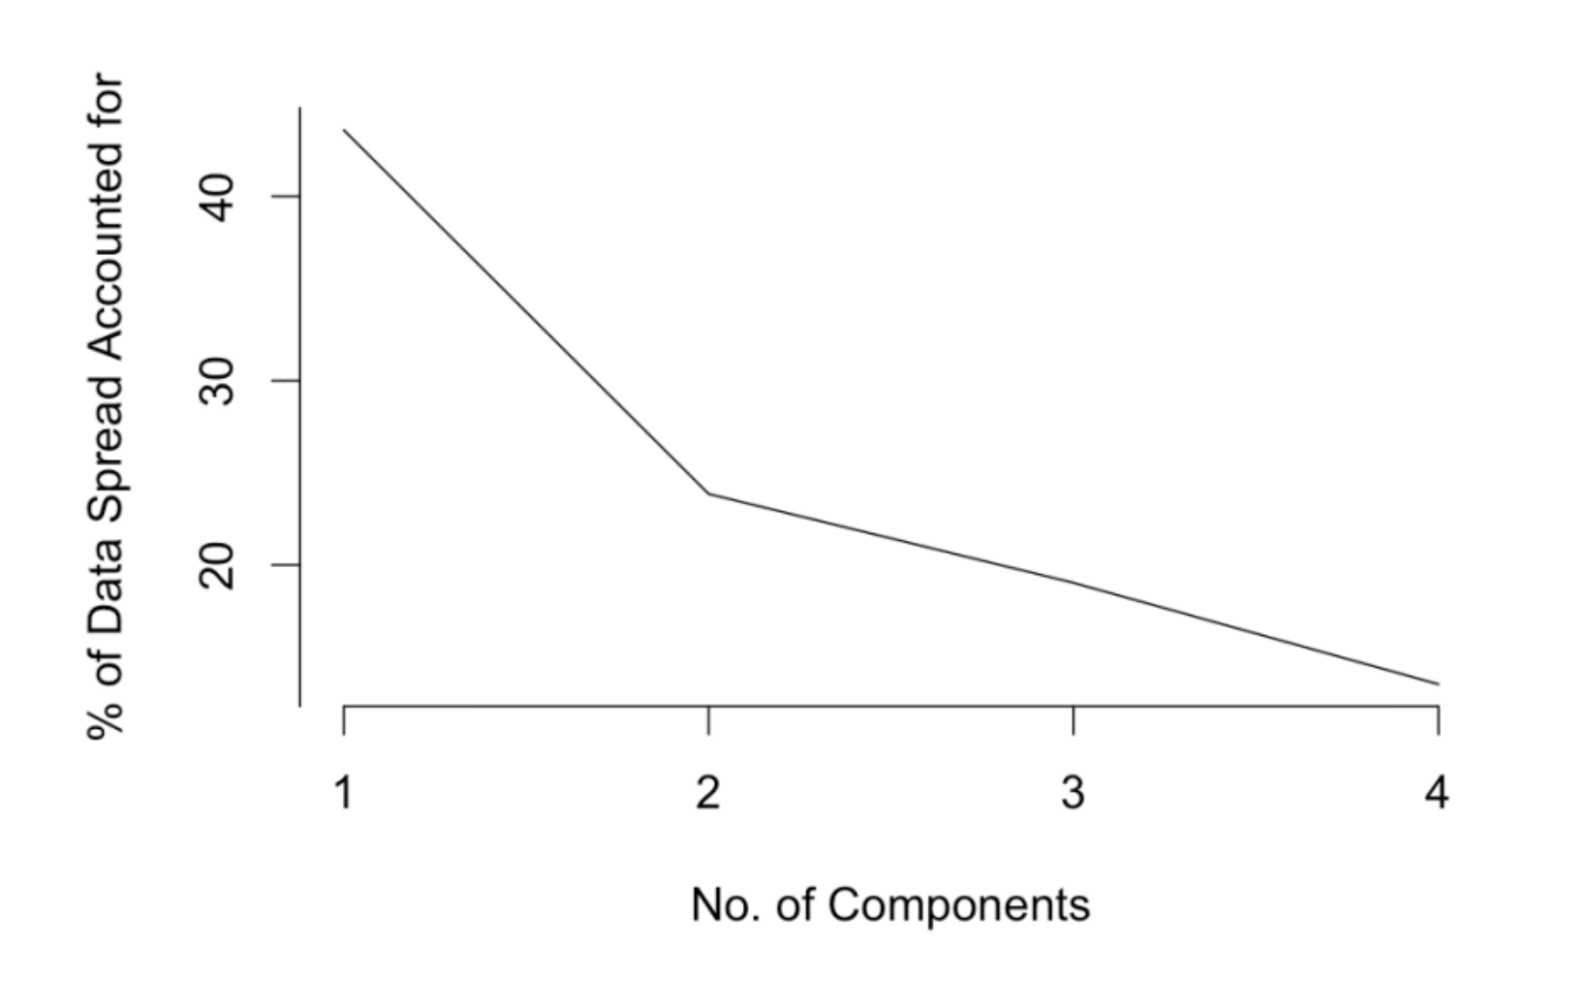 % of Data Spread Accounted for
40
30
20
1 2 3 4
No. of Components